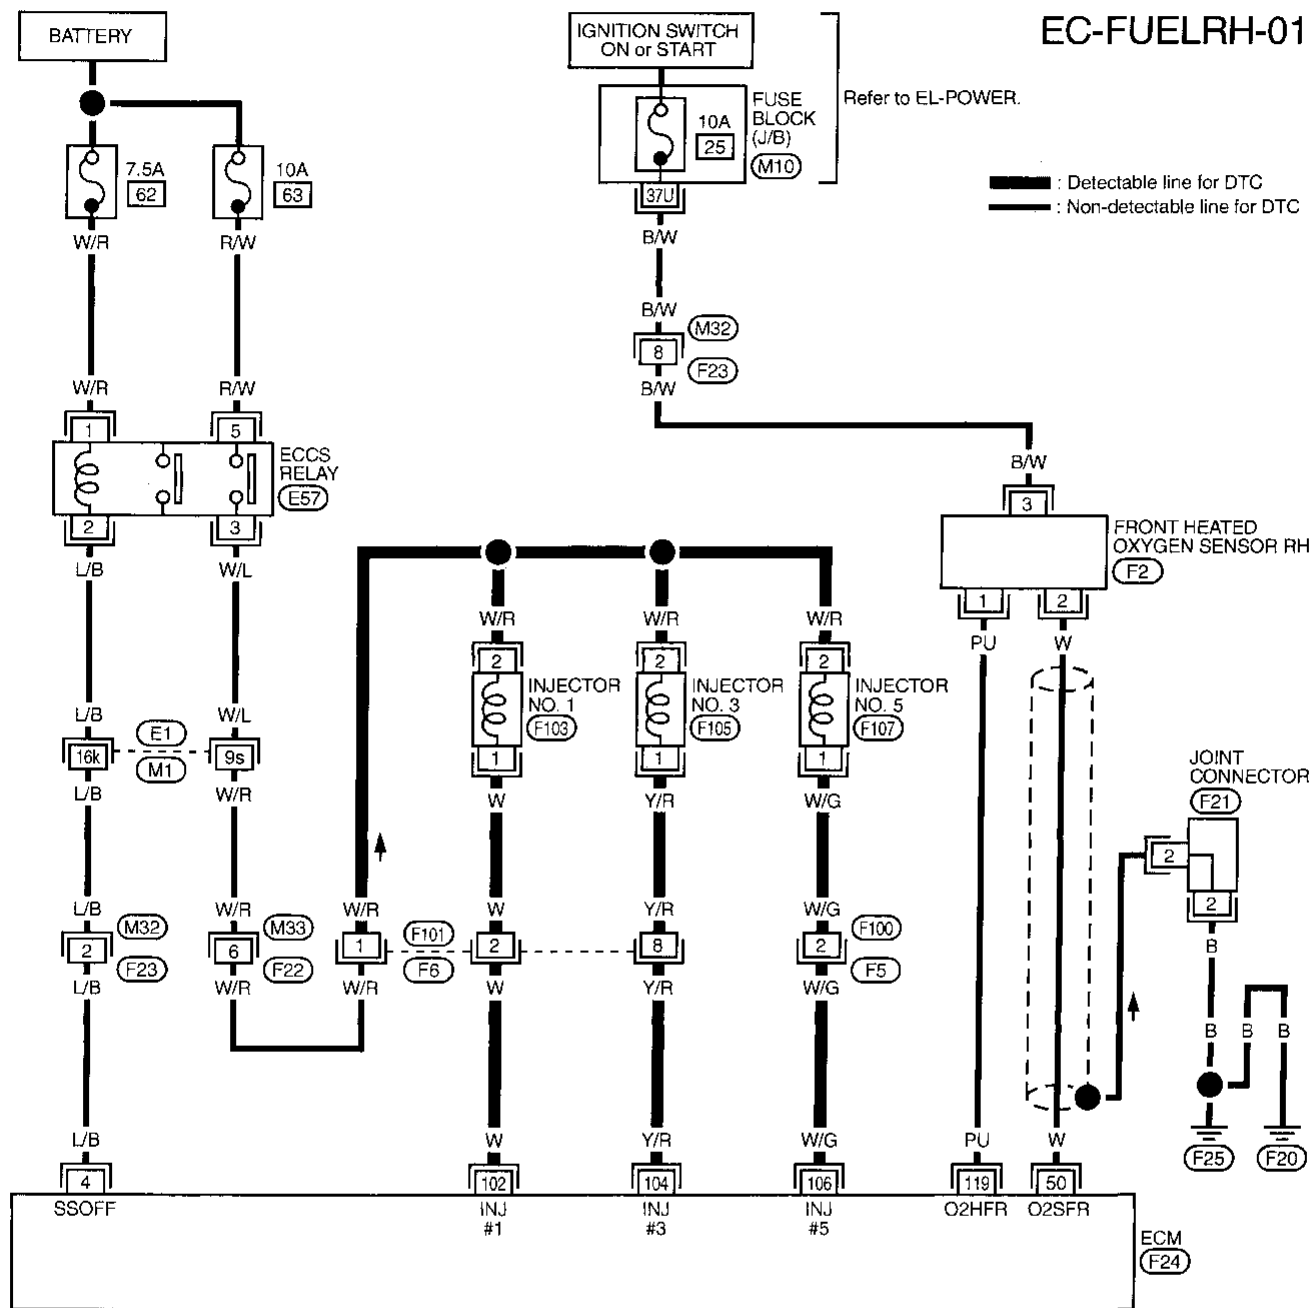 EC-FUELRH-01
BATTERY
IGNITION SWITCH
ON or START
Refer to EL-POWER.
FUSE
BLOCK
(J/B)
M10
10A
25
37U
7.5A
62
10A
63
: Detectable line for DTC
: Non-detectable line for DTC
W/R
R/W
B/W
B/W
M32
8
F23
B/W
W/R
R/W
1
5
ECCS
RELAY
E57
2
3
B/W
3
FRONT HEATED
OXYGEN SENSOR RH
F2
1
2
L/B
W/L
W/R
W/R
W/R
PU
W
2
INJECTOR
NO. 1
F103
1
2
INJECTOR
NO. 3
F105
1
2
INJECTOR
NO. 5
F107
1
L/B
W/L
16k
E1
M1
9s
L/B
W/R
W
Y/R
W/G
JOINT
CONNECTOR
F21
2
2
L/B
W/R
W/R
W
Y/R
W/G
B
2
M32
F23
6
M33
F22
1
F101
F6
2
8
2
F100
F5
L/B
W/R
W/R
W
Y/R
W/G
B
B
B
L/B
W
Y/R
W/G
PU
W
F25
F20
4
102
104
106
119
50
SSOFF
INJ
#1
INJ
#3
INJ
#5
O2HFR
O2SFR
ECM
F24